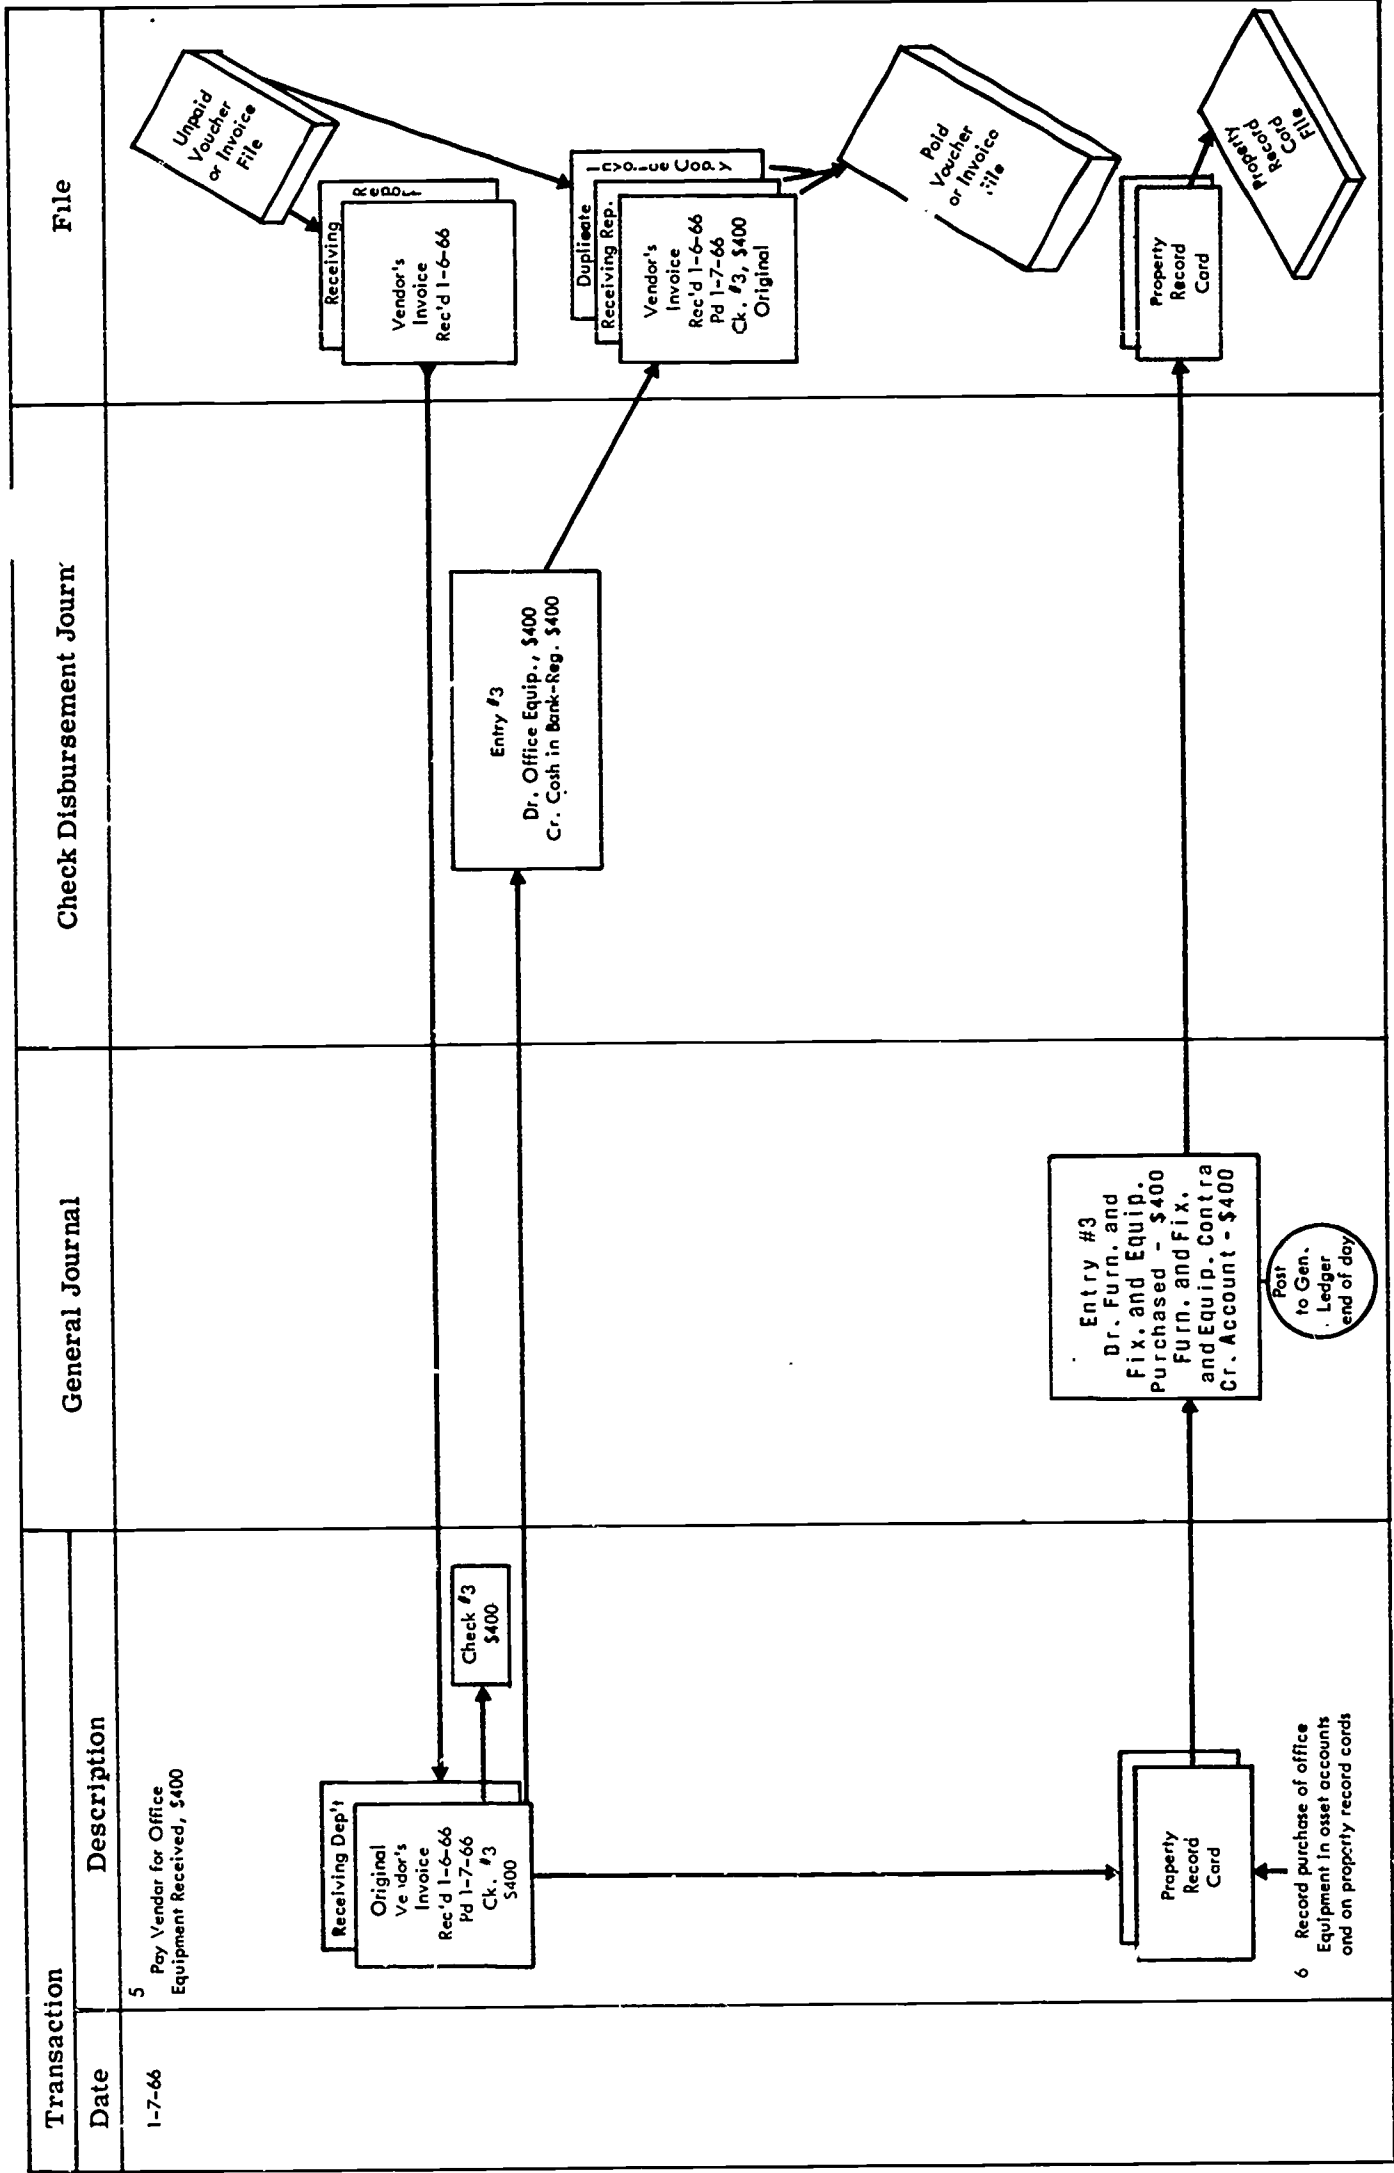 Transaction
Date
Description
General Journal
Check Disbursement Journ
File
1-7-66
5
Pay Vendor for Office
Equipment Received, $400
Receiving Dep't
Original
Ve dor's
Invoice
Rec'd 1-6-66
Pd 1-7-66
Ck. #3
$400
Check #3
$400
Entry #3
Dr. Office Equip., $400
Cr. Cash in Bank-Reg. $400
Unpaid
Voucher
or Invoice
File
Receiving
Report
Vendor's
Invoice
Rec'd 1-6-66
Duplicate
Invoice Copy
Receiving Rep.
Vendor's
Invoice
Rec'd 1-6-66
Pd 1-7-66
Ck. #3, $400
Original
Paid
Voucher
or Invoice
File
Property
Record
Card
6
Record purchase of office
Equipment in asset accounts
and on property record cards
Entry #3
Dr. Furn. and
Fix. and Equip.
Purchased - $400
Furn. and Fix.
and Equip. Contra
Cr. Account - $400
Post
to Gen.
Ledger
end of day
Property
Record
Card
Property
Record
Card
File